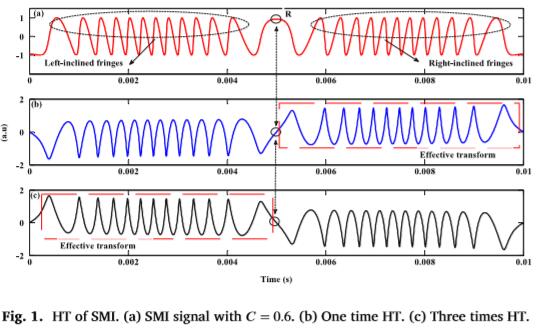 (a)
R
1
0
-1
Left-inclined fringes
Right-inclined fringes
0
0.002
0.004
0.006
0.008
0.01
2
(b)
0
Effective transform
-2
0
0.002
0.004
0.006
0.008
0.01
(a.u)
2
(c)
0
Effective transform
-2
0
0.002
0.004
0.006
0.008
0.01
Time (s)
Fig. 1. HT of SMI. (a) SMI signal with C = 0.6. (b) One time HT. (c) Three times HT.